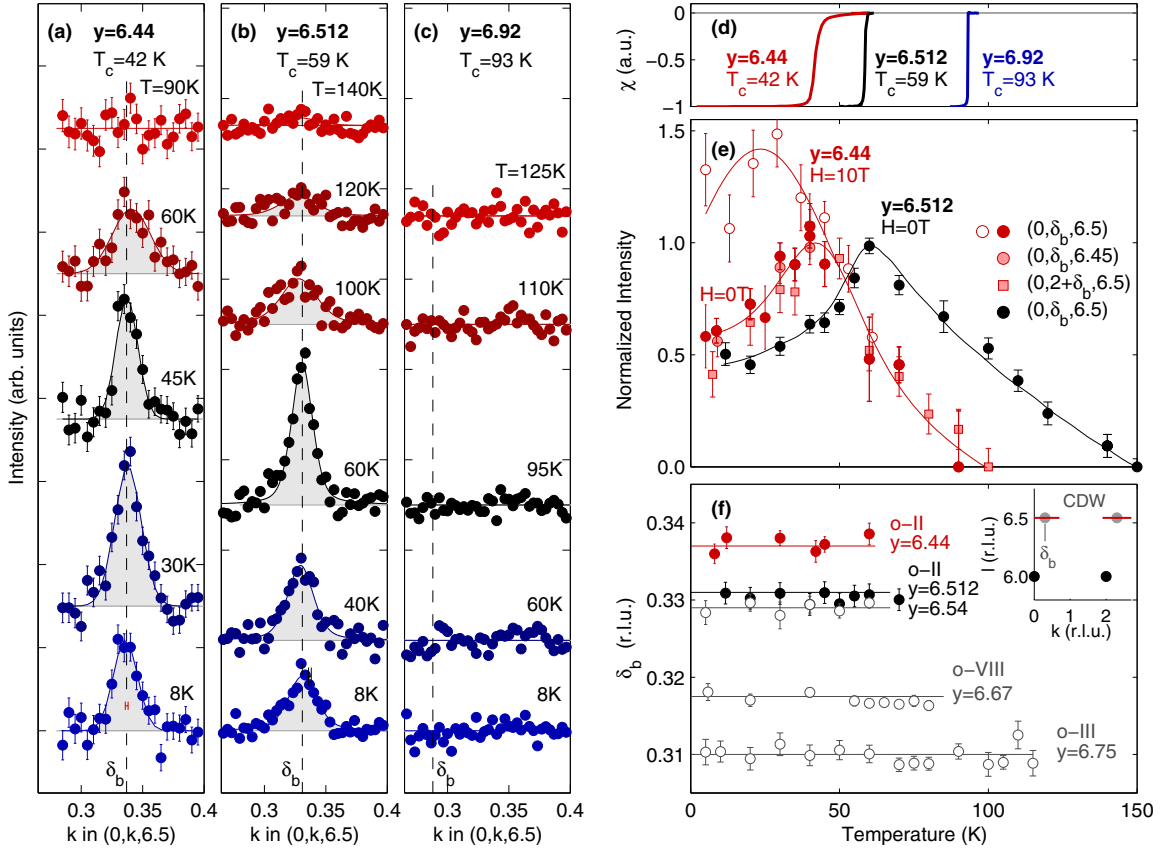 (a)
y=6.44
T_c=42 K
T=90K
60K
45K
30K
8K
δ_b
0.3
0.35
0.4
k in (0,k,6.5)
Intensity (arb. units)
(b)
y=6.512
T_c=59 K
T=140K
120K
100K
60K
40K
8K
δ_b
0.3
0.35
0.4
k in (0,k,6.5)
(c)
y=6.92
T_c=93 K
T=125K
110K
95K
60K
8K
δ_b
0.3
0.35
0.4
k in (0,k,6.5)
(d)
χ (a.u.)
0
−0.5
−1
y=6.44
T_c=42 K
y=6.512
T_c=59 K
y=6.92
T_c=93 K
(e)
Normalized Intensity
1.5
1.0
0.5
0.0
y=6.44
H=10T
y=6.512
H=0T
H=0T
(0,δ_b,6.5)
(0,δ_b,6.45)
(0,2+δ_b,6.5)
(0,δ_b,6.5)
(f)
δ_b (r.l.u.)
0.34
0.33
0.32
0.31
o−II
y=6.44
o−II
y=6.512
y=6.54
o−VIII
y=6.67
o−III
y=6.75
CDW
δ_b
l (r.l.u.)
6.5
6.0
0
1
2
k (r.l.u.)
0
50
100
150
Temperature (K)